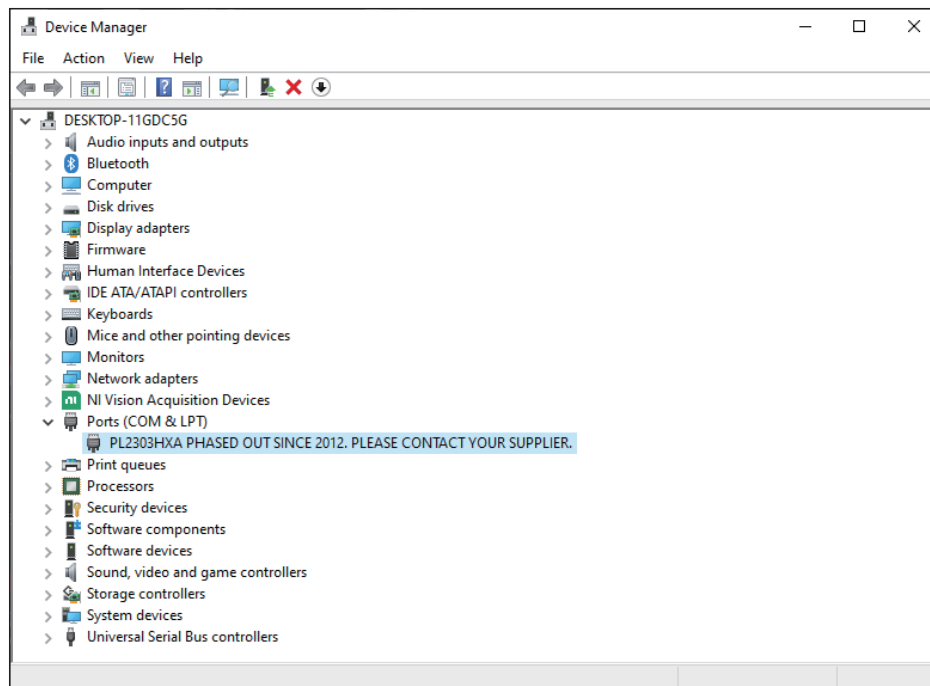 Device Manager
File Action View Help
DESKTOP-11GDC5G
Audio inputs and outputs
Bluetooth
Computer
Disk drives
Display adapters
Firmware
Human Interface Devices
IDE ATA/ATAPI controllers
Keyboards
Mice and other pointing devices
Monitors
Network adapters
NI Vision Acquisition Devices
Ports (COM & LPT)
PL2303HXA PHASED OUT SINCE 2012. PLEASE CONTACT YOUR SUPPLIER.
Print queues
Processors
Security devices
Software components
Software devices
Sound, video and game controllers
Storage controllers
System devices
Universal Serial Bus controllers